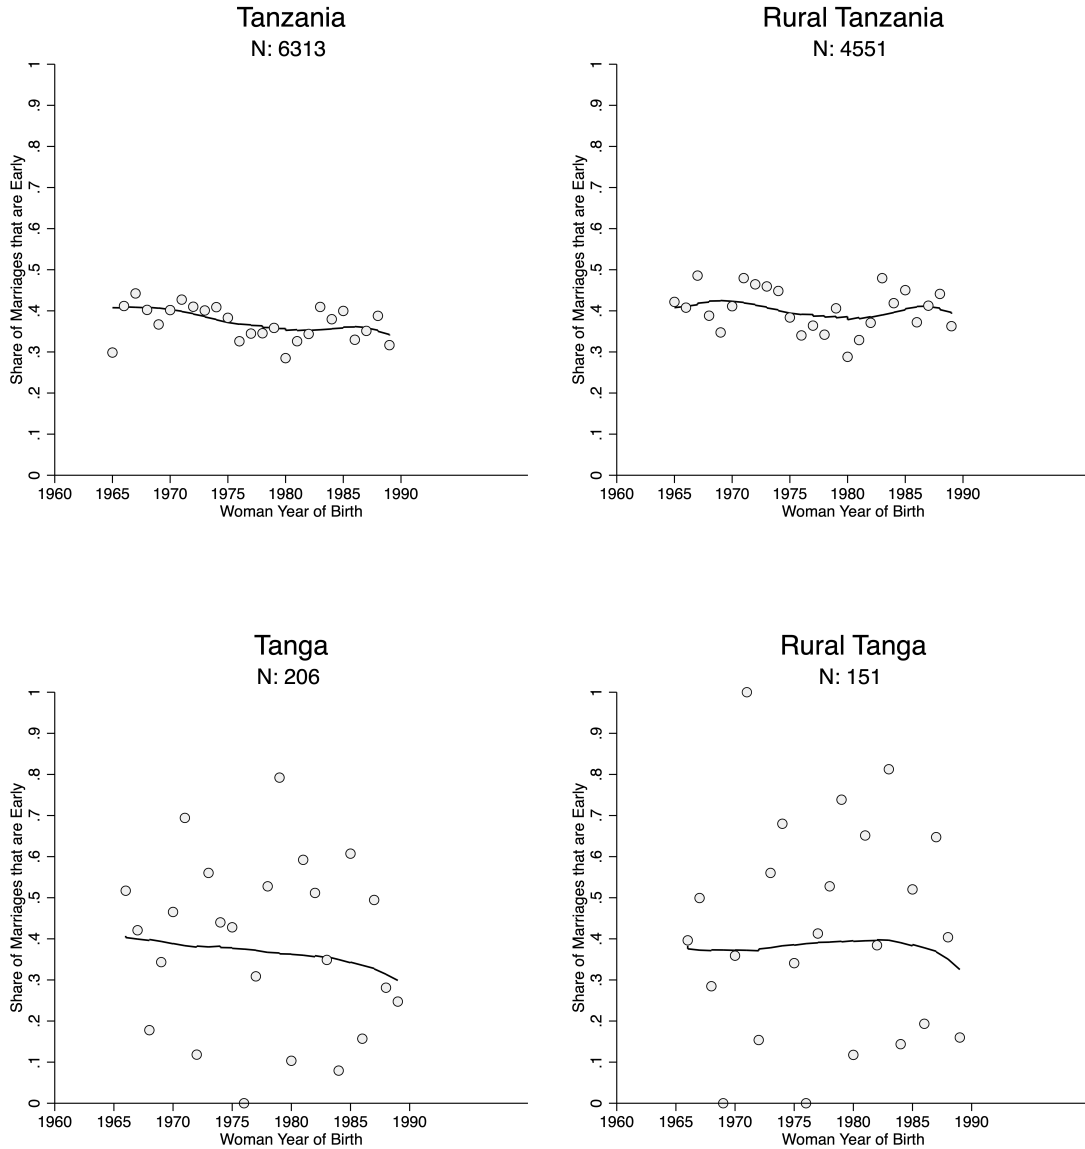 Tanzania
N: 6313
Share of Marriages that are Early
0 .1 .2 .3 .4 .5 .6 .7 .8 .9 1
1960 1965 1970 1975 1980 1985 1990
Woman Year of Birth
Rural Tanzania
N: 4551
Share of Marriages that are Early
0 .1 .2 .3 .4 .5 .6 .7 .8 .9 1
1960 1965 1970 1975 1980 1985 1990
Woman Year of Birth
Tanga
N: 206
Share of Marriages that are Early
0 .1 .2 .3 .4 .5 .6 .7 .8 .9 1
1960 1965 1970 1975 1980 1985 1990
Woman Year of Birth
Rural Tanga
N: 151
Share of Marriages that are Early
0 .1 .2 .3 .4 .5 .6 .7 .8 .9 1
1960 1965 1970 1975 1980 1985 1990
Woman Year of Birth